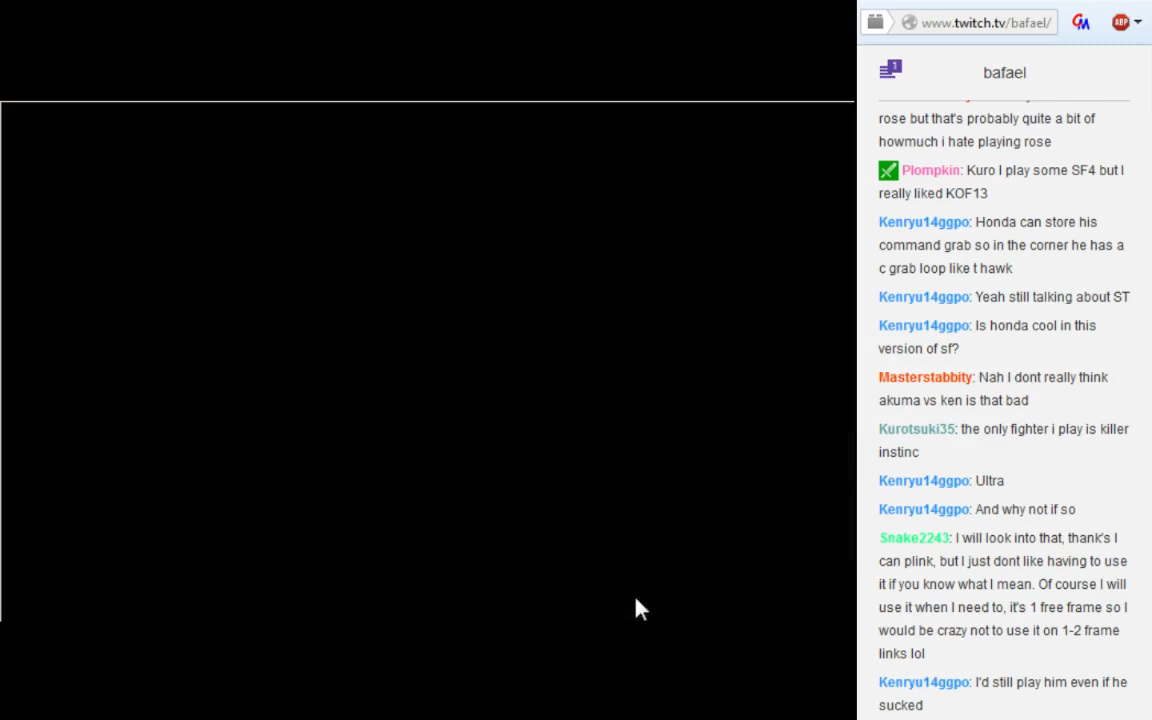 www.twitch.tv/bafael/
GM
ABP
1
bafael
rose but that's probably quite a bit of
howmuch i hate playing rose
Plompkin: Kuro I play some SF4 but I
really liked KOF13
Kenryu14ggpo: Honda can store his
command grab so in the corner he has a
c grab loop like t hawk
Kenryu14ggpo: Yeah still talking about ST
Kenryu14ggpo: Is honda cool in this
version of sf?
Masterstabbity: Nah I dont really think
akuma vs ken is that bad
Kurotsuki35: the only fighter i play is killer
instinc
Kenryu14ggpo: Ultra
Kenryu14ggpo: And why not if so
Snake2243: I will look into that, thank's I
can plink, but I just dont like having to use
it if you know what I mean. Of course I will
use it when I need to, it's 1 free frame so I
would be crazy not to use it on 1-2 frame
links lol
Kenryu14ggpo: I'd still play him even if he
sucked